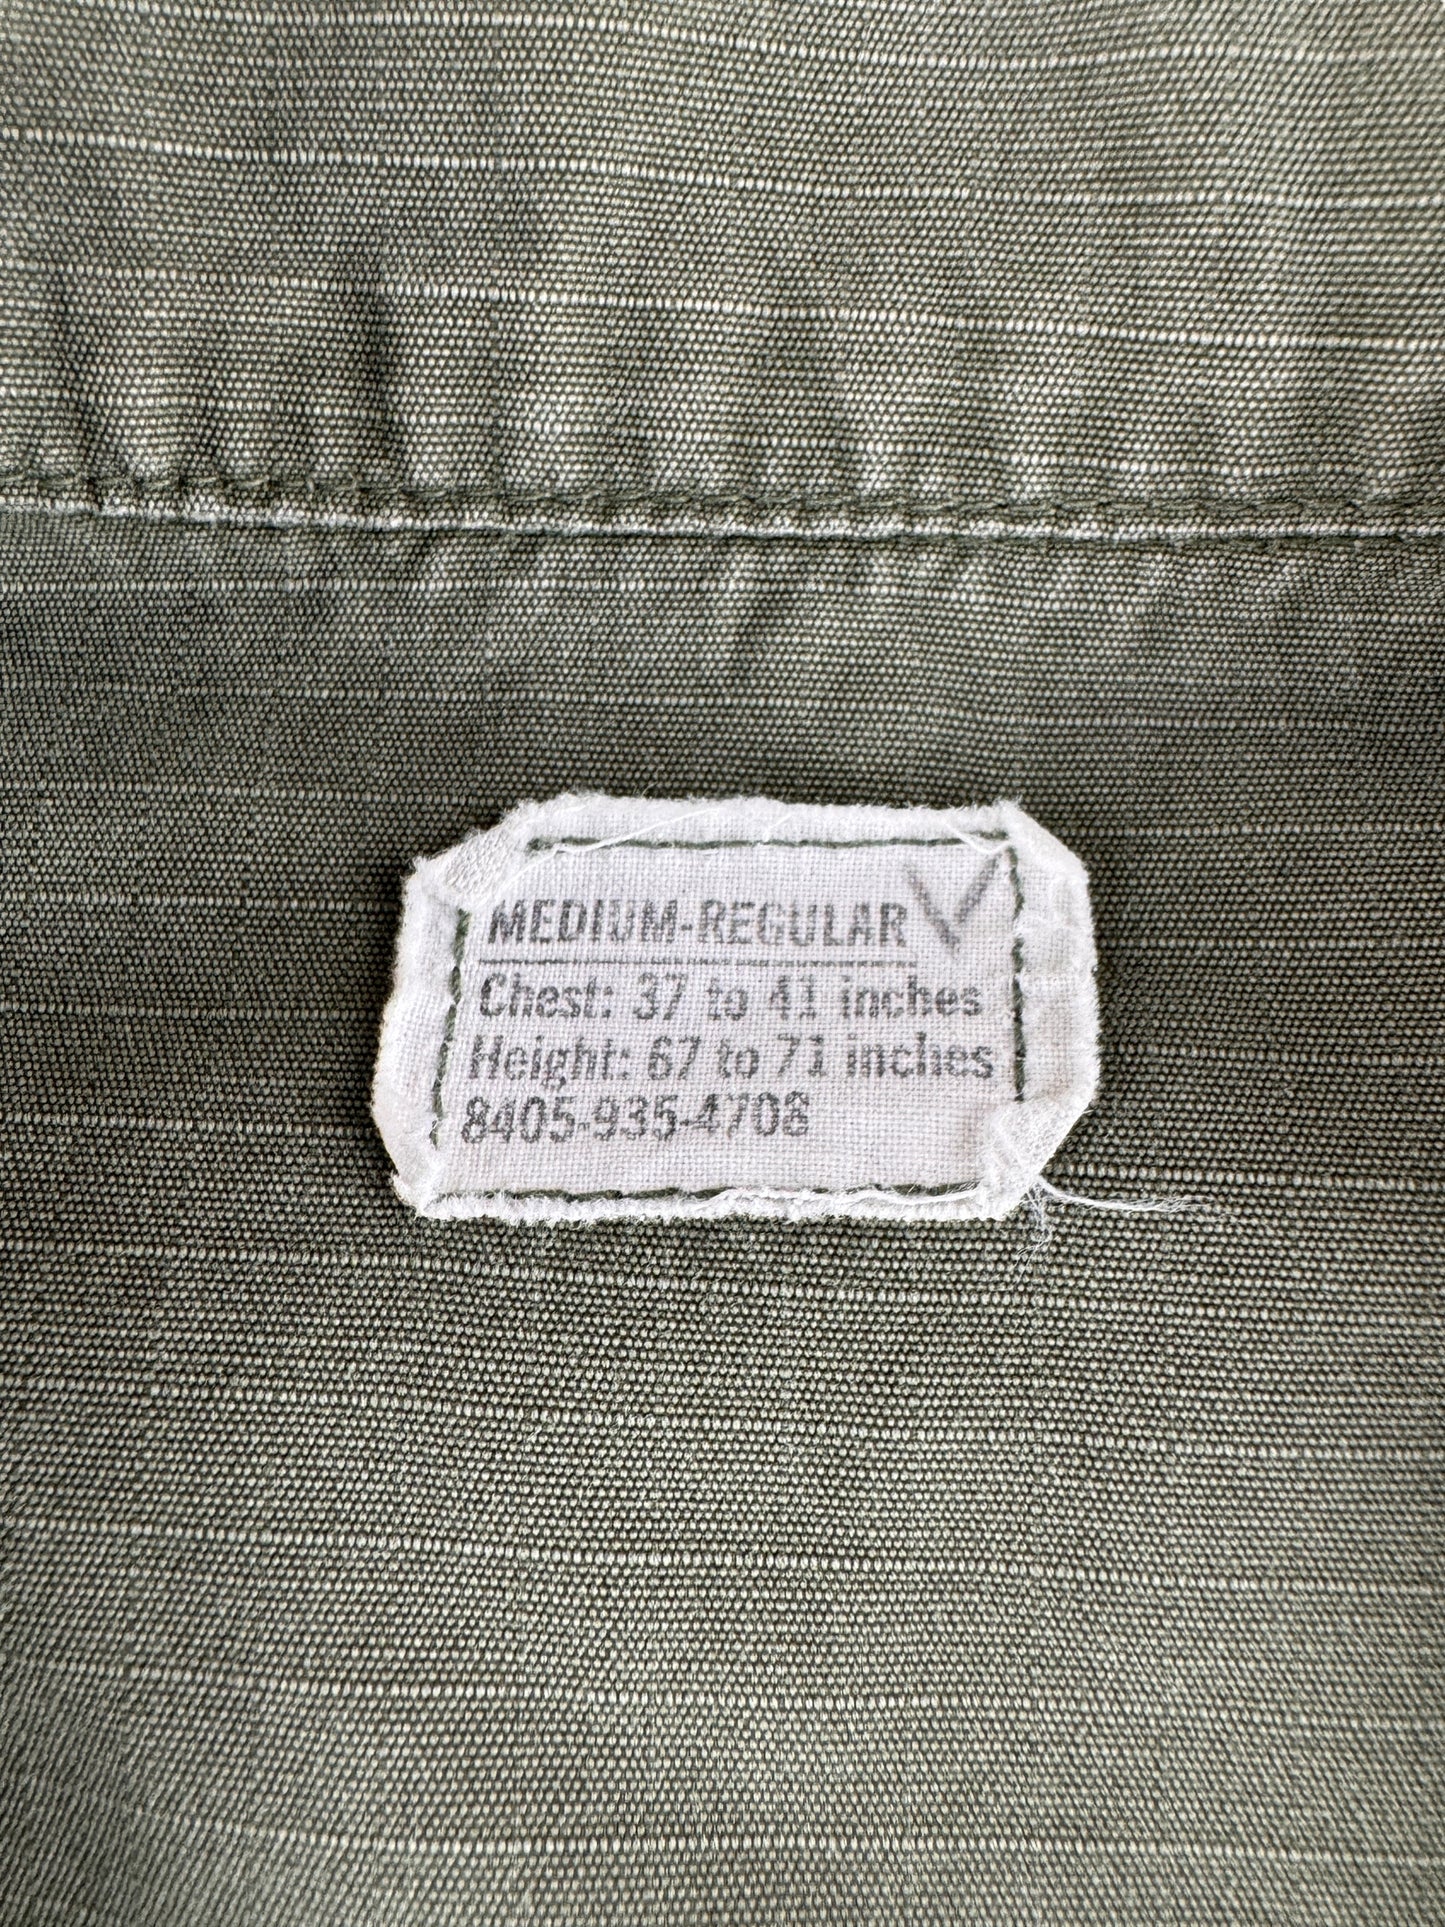 MEDIUM-REGULAR
Chest: 37 to 41 inches
Height: 67 to 71 inches
8405-935-4708